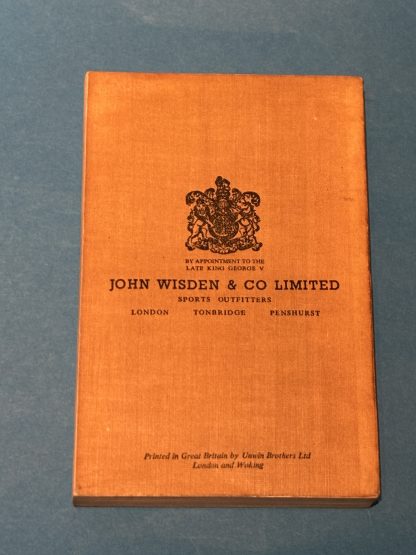 BY APPOINTMENT TO THE
LATE KING GEORGE V
JOHN WISDEN & CO LIMITED
SPORTS OUTFITTERS
LONDON TONBRIDGE PENSHURST
Printed in Great Britain by Unwin Brothers Ltd
London and Woking